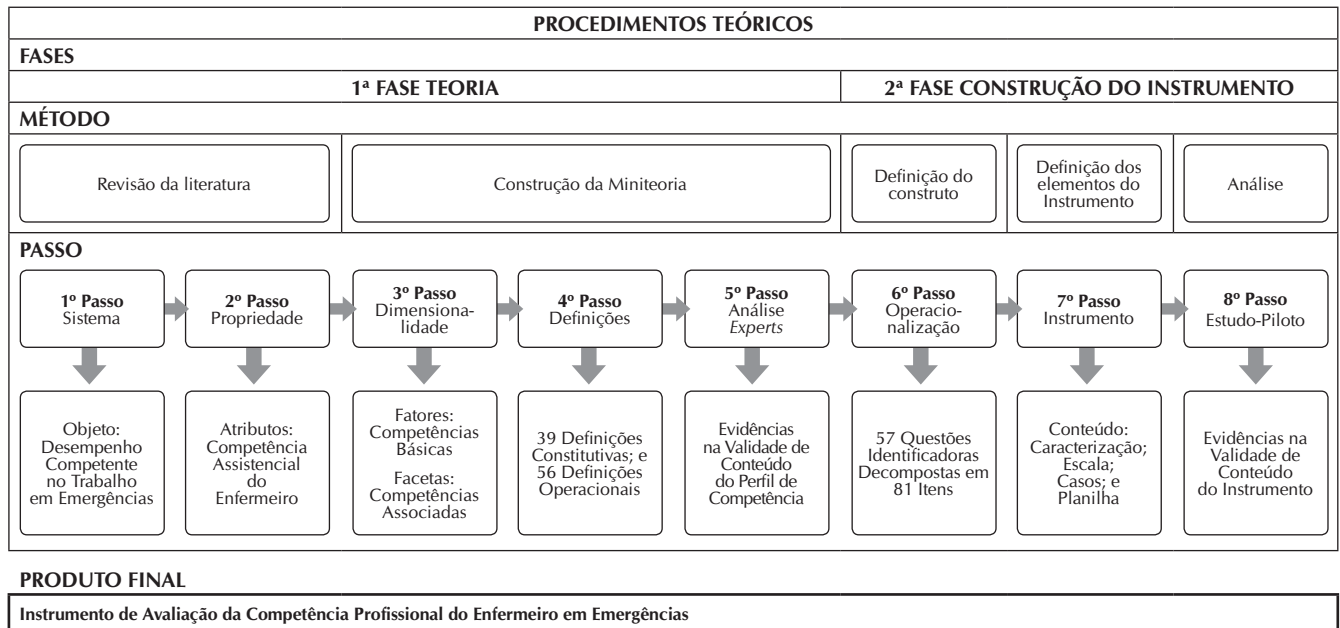 PROCEDIMENTOS TEÓRICOS
FASES
1ª FASE TEORIA
2ª FASE CONSTRUÇÃO DO INSTRUMENTO
MÉTODO
Revisão da literatura
Construção da Miniteoria
Definição do
construto
Definição dos
elementos do
Instrumento
Análise
PASSO
1º Passo
Sistema
2º Passo
Propriedade
3º Passo
Dimensiona-
lidade
4º Passo
Definições
5º Passo
Análise
Experts
6º Passo
Operacio-
nalização
7º Passo
Instrumento
8º Passo
Estudo-Piloto
Objeto:
Desempenho
Competente
no Trabalho
em Emergências
Atributos:
Competência
Assistencial
do
Enfermeiro
Fatores:
Competências
Básicas
Facetas:
Competências
Associadas
39 Definições
Constitutivas; e
56 Definições
Operacionais
Evidências
na Validade de
Conteúdo
do Perfil de
Competência
57 Questões
Identificadoras
Decompostas em
81 Itens
Conteúdo:
Caracterização;
Escala;
Casos; e
Planilha
Evidências na
Validade de
Conteúdo
do Instrumento
PRODUTO FINAL
Instrumento de Avaliação da Competência Profissional do Enfermeiro em Emergências